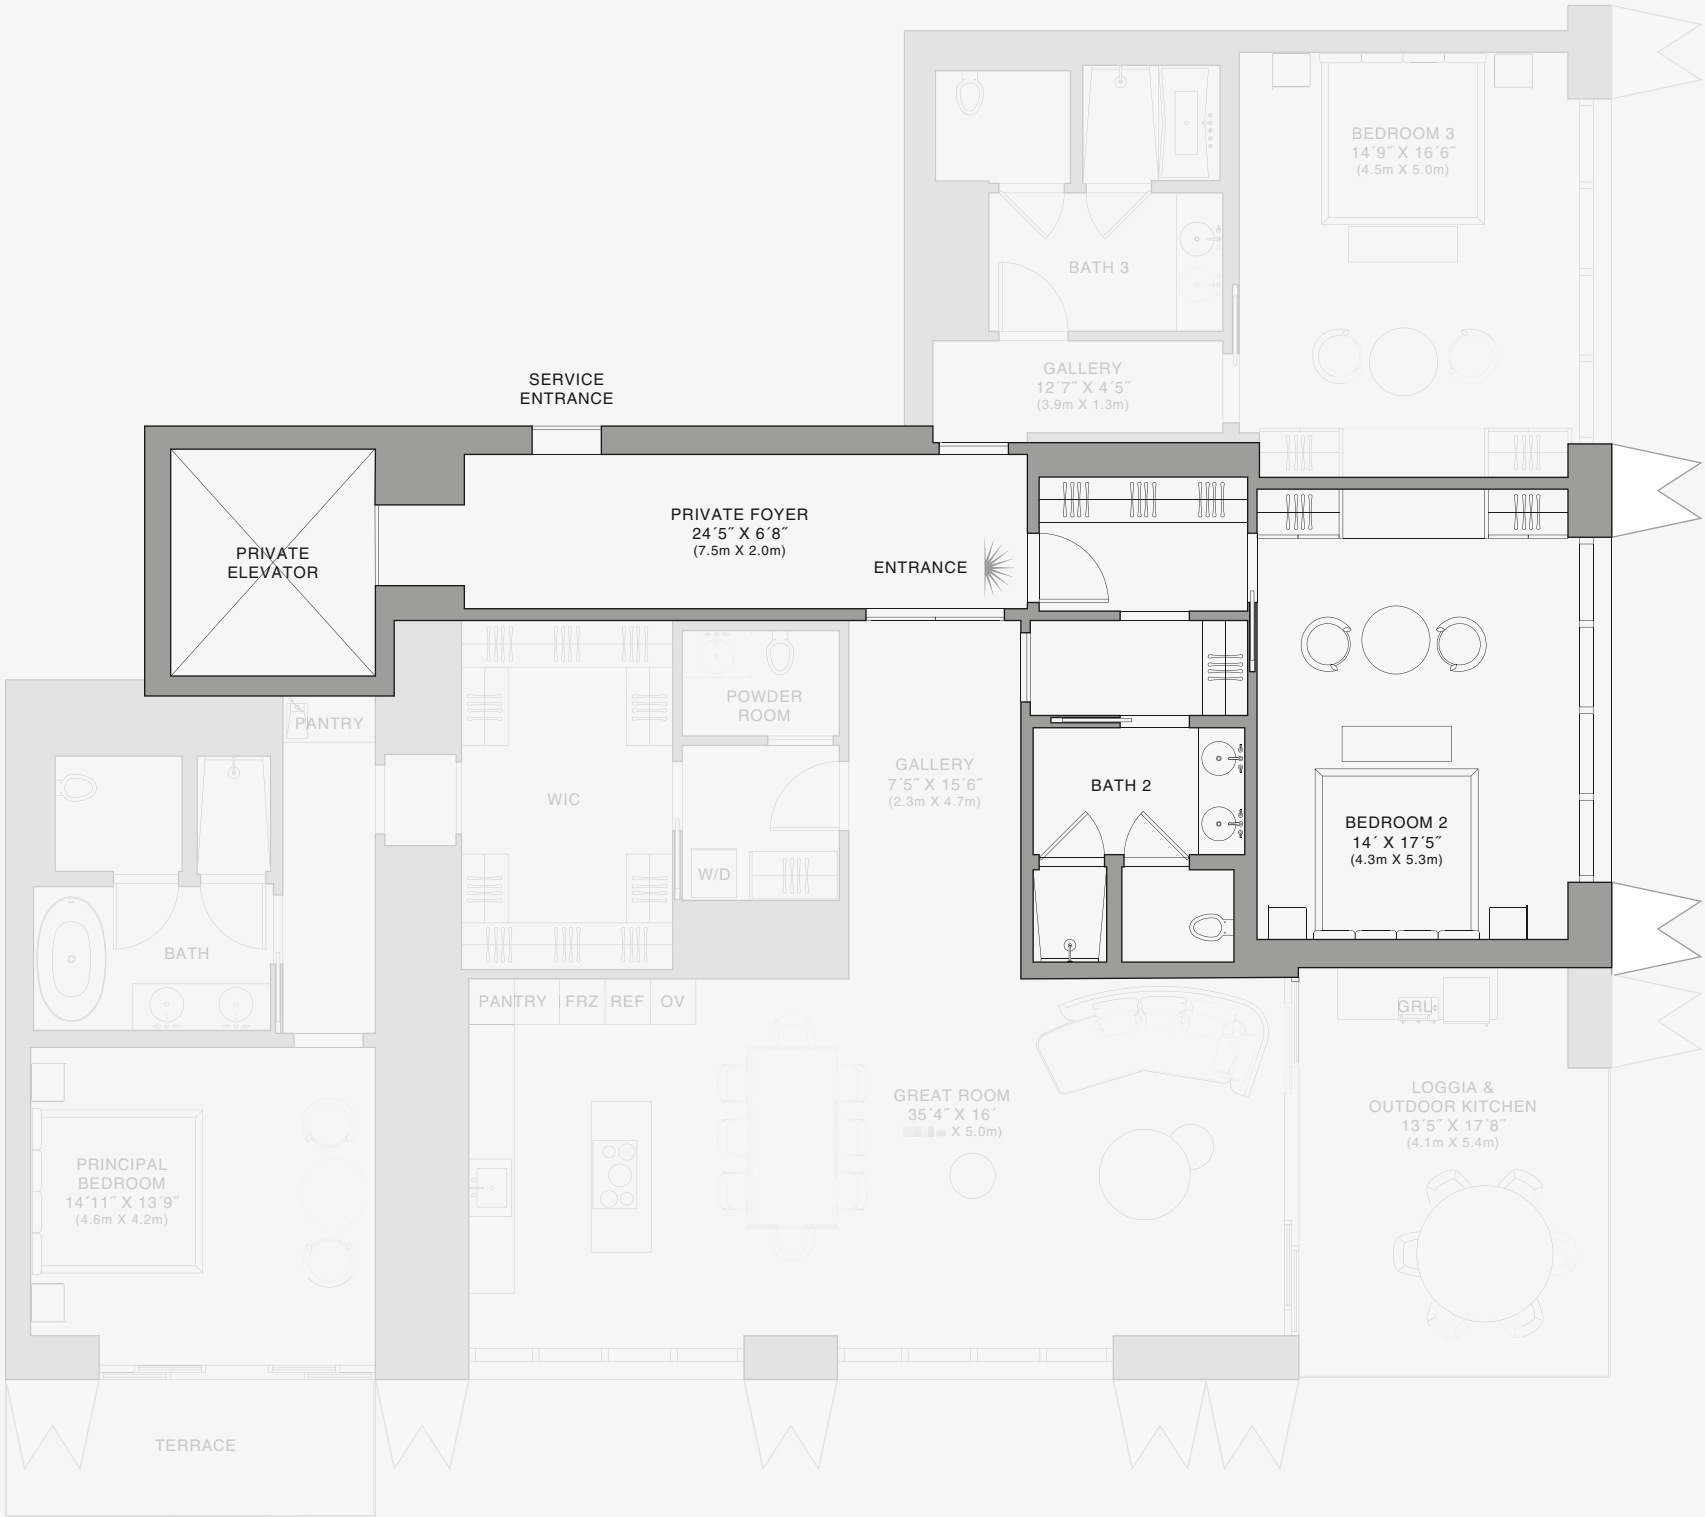 BEDROOM 3
14´9˝ X 16´6˝
(4.5m X 5.0m)
BATH 3
GALLERY
12´7˝ X 4´5˝
(3.9m X 1.3m)
SERVICE
ENTRANCE
PRIVATE
ELEVATOR
PRIVATE FOYER
24´5˝ X 6´8˝
(7.5m X 2.0m)
ENTRANCE
PANTRY
POWDER
ROOM
WIC
W/D
GALLERY
7´5˝ X 15´6˝
(2.3m X 4.7m)
BATH 2
BEDROOM 2
14´ X 17´5˝
(4.3m X 5.3m)
BATH
PANTRY
FRZ
REF
OV
GRL
GREAT ROOM
35´4˝ X 16´
X 5.0m)
LOGGIA &
OUTDOOR KITCHEN
13´5˝ X 17´8˝
(4.1m X 5.4m)
PRINCIPAL
BEDROOM
14´11˝ X 13´9˝
(4.6m X 4.2m)
TERRACE